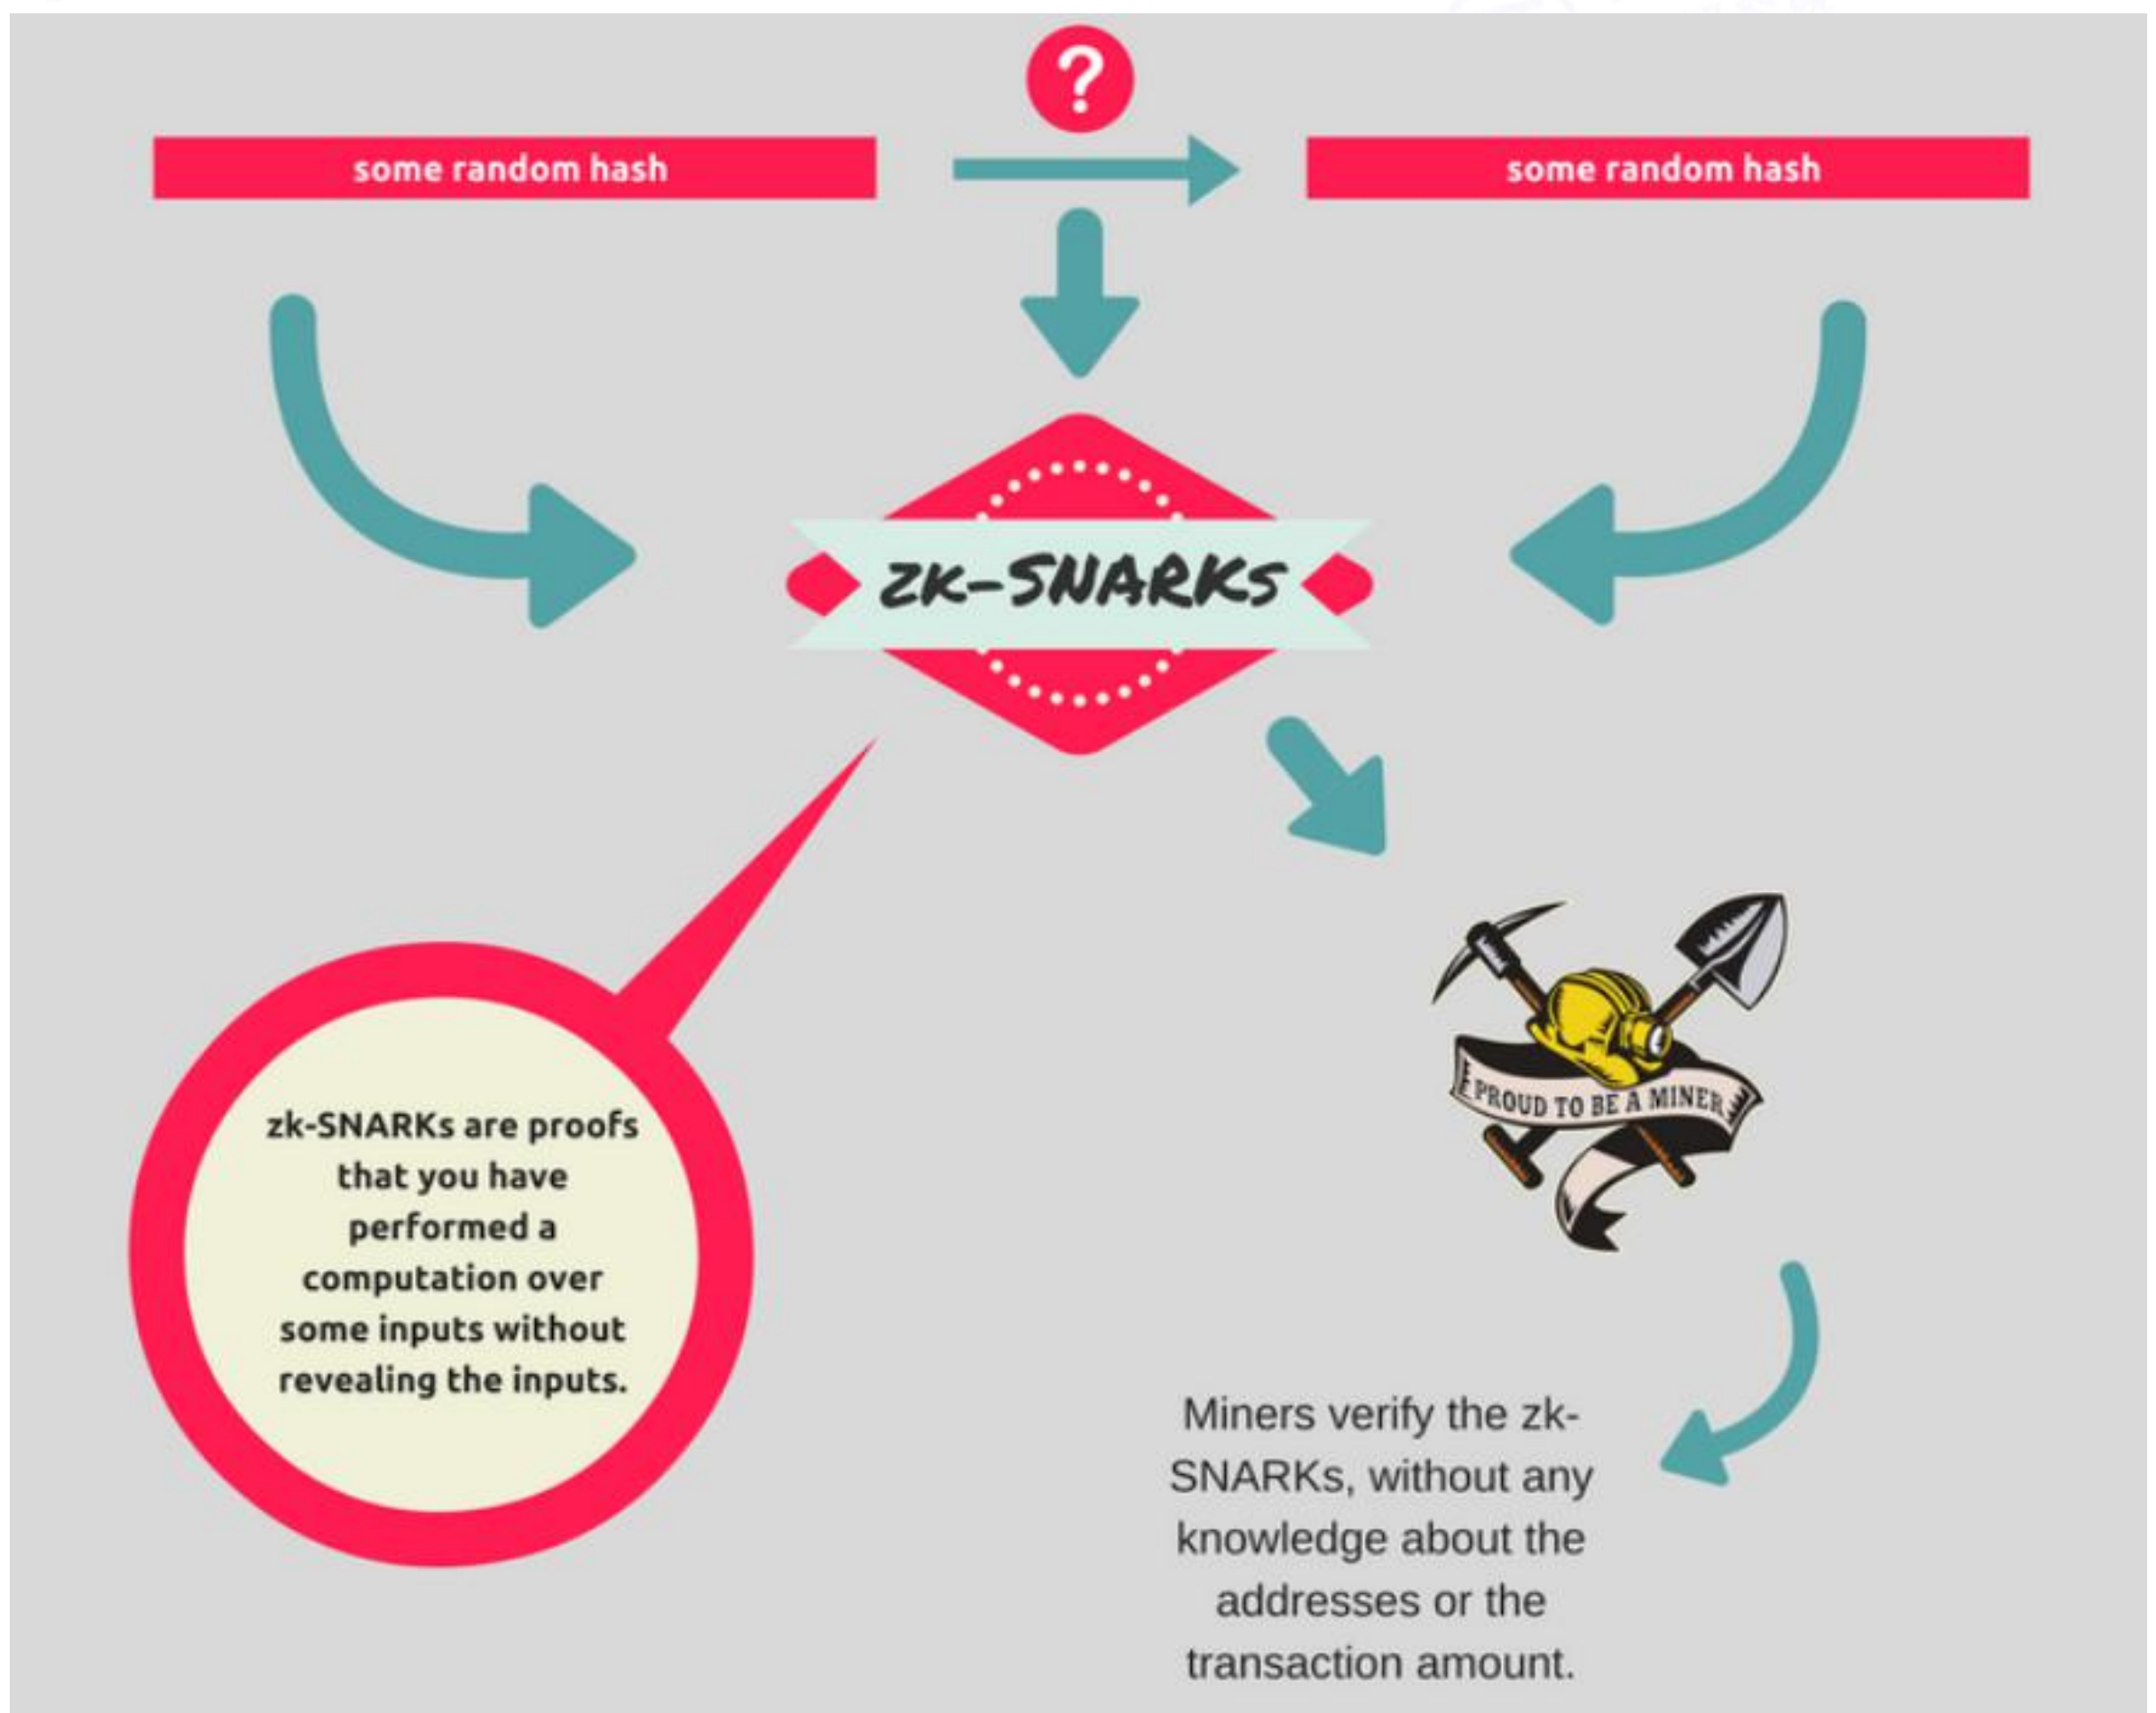 ?
some random hash
some random hash
zk-SNARKS
zk-SNARKs are proofs
that you have
performed a
computation over
some inputs without
revealing the inputs.
PROUD TO BE A MINER
Miners verify the zk-
SNARKs, without any
knowledge about the
addresses or the
transaction amount.